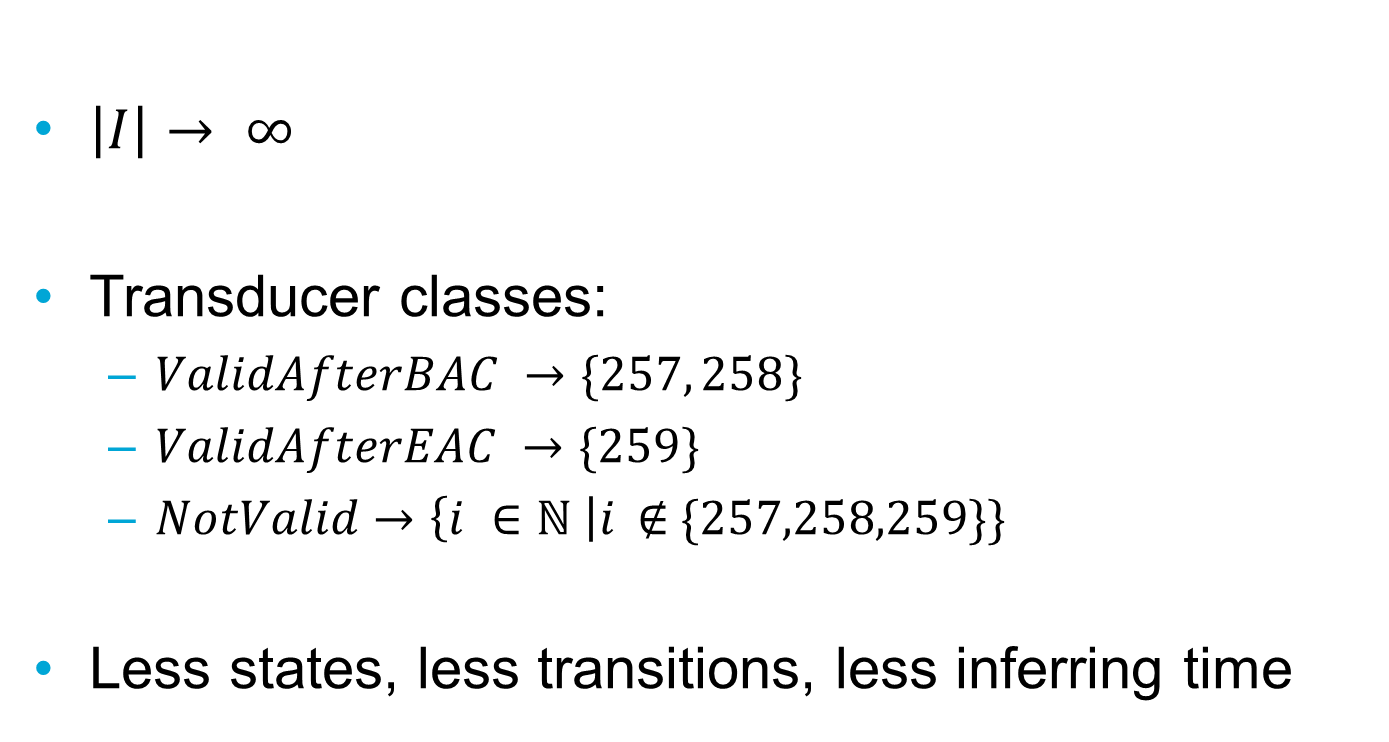 • |I| → ∞
• Transducer classes:
– ValidAfterBAC → {257, 258}
– ValidAfterEAC → {259}
– NotValid → {i ∈ ℕ |i ∉ {257,258,259}}
• Less states, less transitions, less inferring time